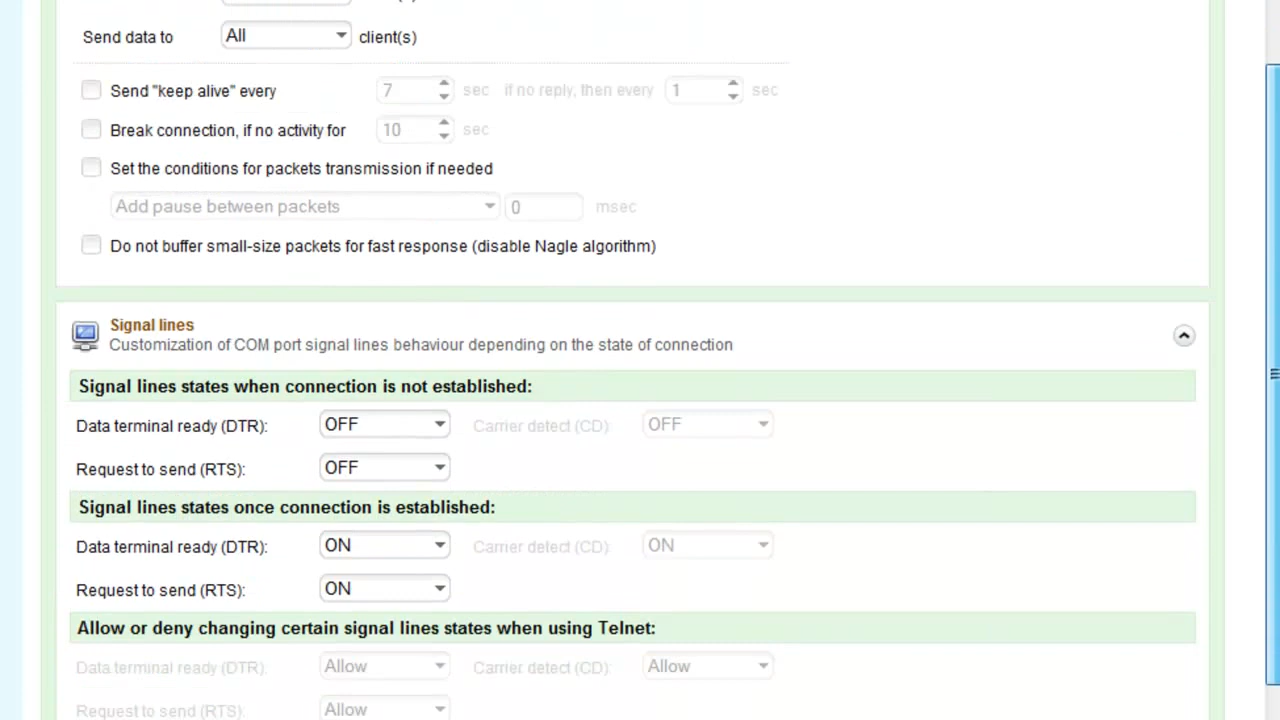 Send data to All client(s)
Send "keep alive" every 7 sec if no reply, then every 1 sec
Break connection, if no activity for 10 sec
Set the conditions for packets transmission if needed
Add pause between packets 0 msec
Do not buffer small-size packets for fast response (disable Nagle algorithm)
Signal lines
Customization of COM port signal lines behaviour depending on the state of connection
Signal lines states when connection is not established:
Data terminal ready (DTR): OFF Carrier detect (CD): OFF
Request to send (RTS): OFF
Signal lines states once connection is established:
Data terminal ready (DTR): ON Carrier detect (CD): ON
Request to send (RTS): ON
Allow or deny changing certain signal lines states when using Telnet:
Data terminal ready (DTR): Allow Carrier detect (CD): Allow
Request to send (RTS): Allow